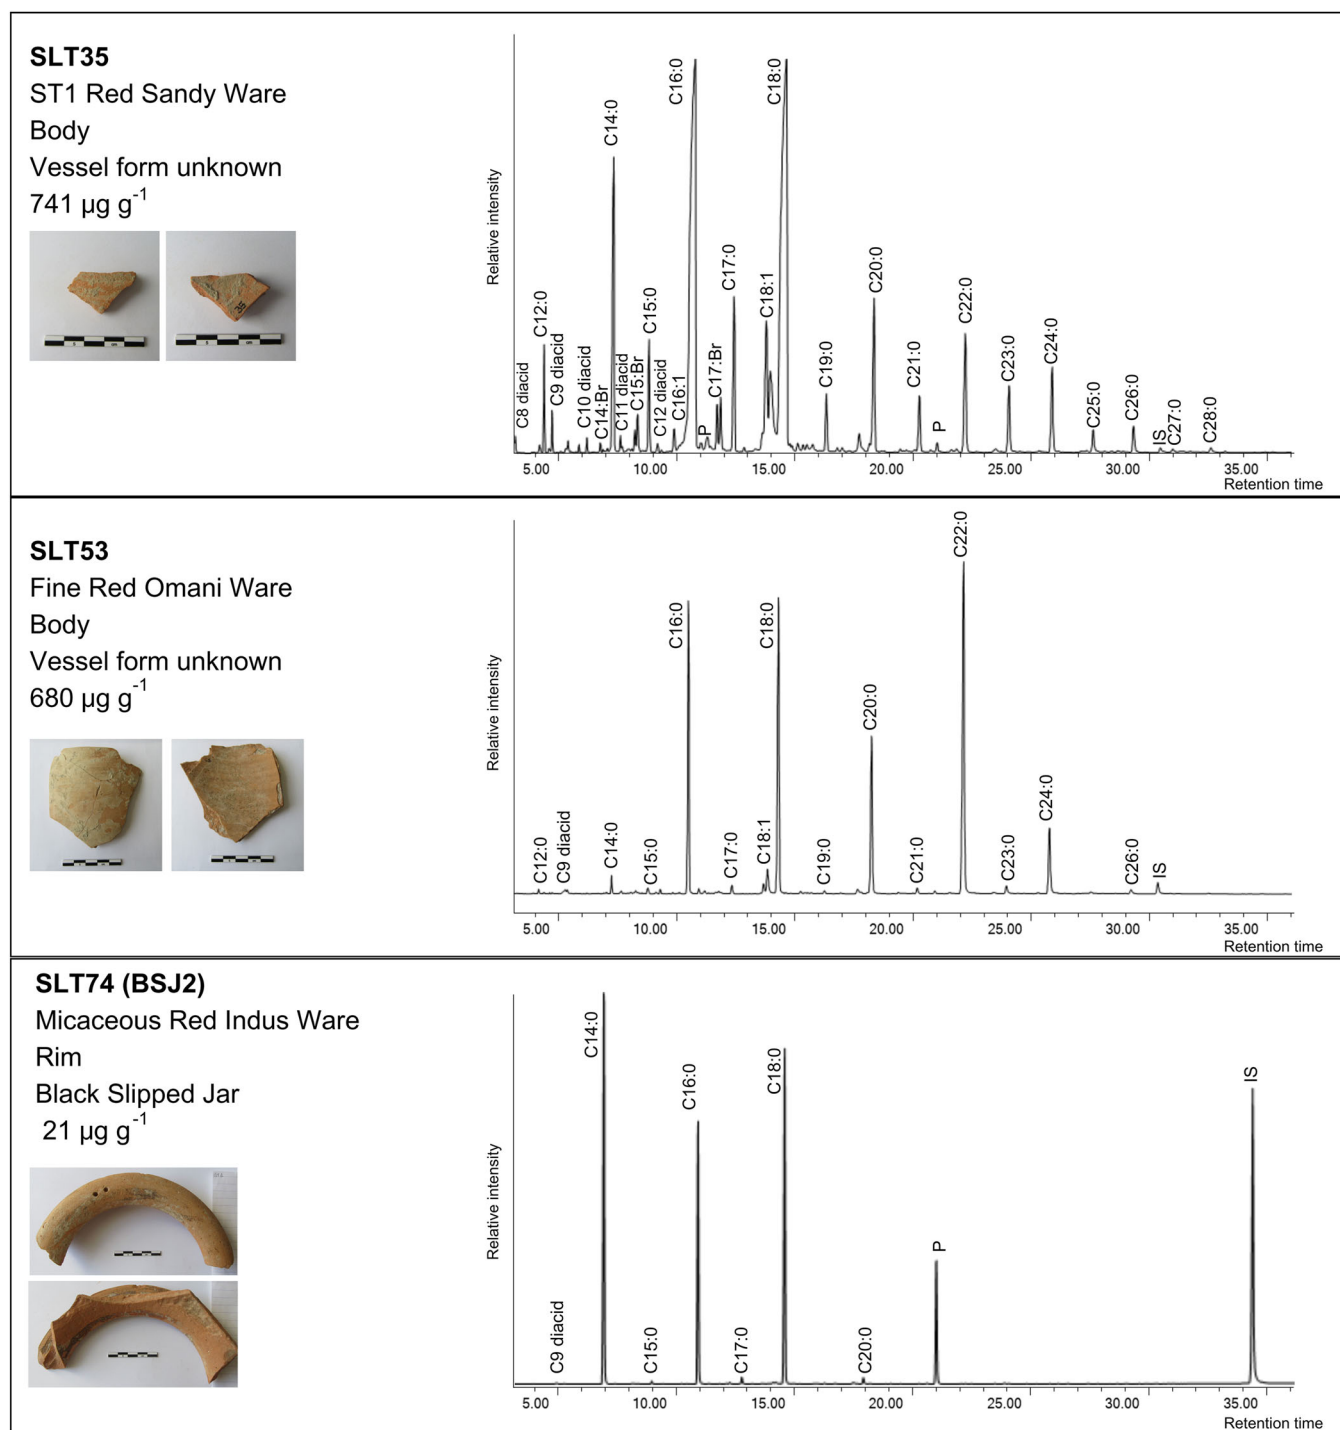 SLT35
ST1 Red Sandy Ware
Body
Vessel form unknown
741 µg g-1
35
Relative intensity
C8 diacid
C12:0
C9 diacid
C10 diacid
C14:Br
C14:0
C11 diacid
C15:Br
C15:0
C12 diacid
C16:1
C16:0
P
P
C17:Br
C17:0
C18:1
C18:0
C19:0
C20:0
C21:0
P
C22:0
C23:0
C24:0
C25:0
C26:0
IS
C27:0
C28:0
5.00 10.00 15.00 20.00 25.00 30.00 35.00
Retention time
SLT53
Fine Red Omani Ware
Body
Vessel form unknown
680 µg g-1
Relative intensity
C12:0
C9 diacid
C14:0
C15:0
C16:0
C17:0
C18:1
C18:0
C19:0
C20:0
C21:0
C22:0
C23:0
C24:0
C26:0
IS
5.00 10.00 15.00 20.00 25.00 30.00 35.00
Retention time
SLT74 (BSJ2)
Micaceous Red Indus Ware
Rim
Black Slipped Jar
21 µg g-1
Relative intensity
C9 diacid
C14:0
C15:0
C16:0
C17:0
C18:0
C20:0
P
IS
5.00 10.00 15.00 20.00 25.00 30.00 35.00
Retention time